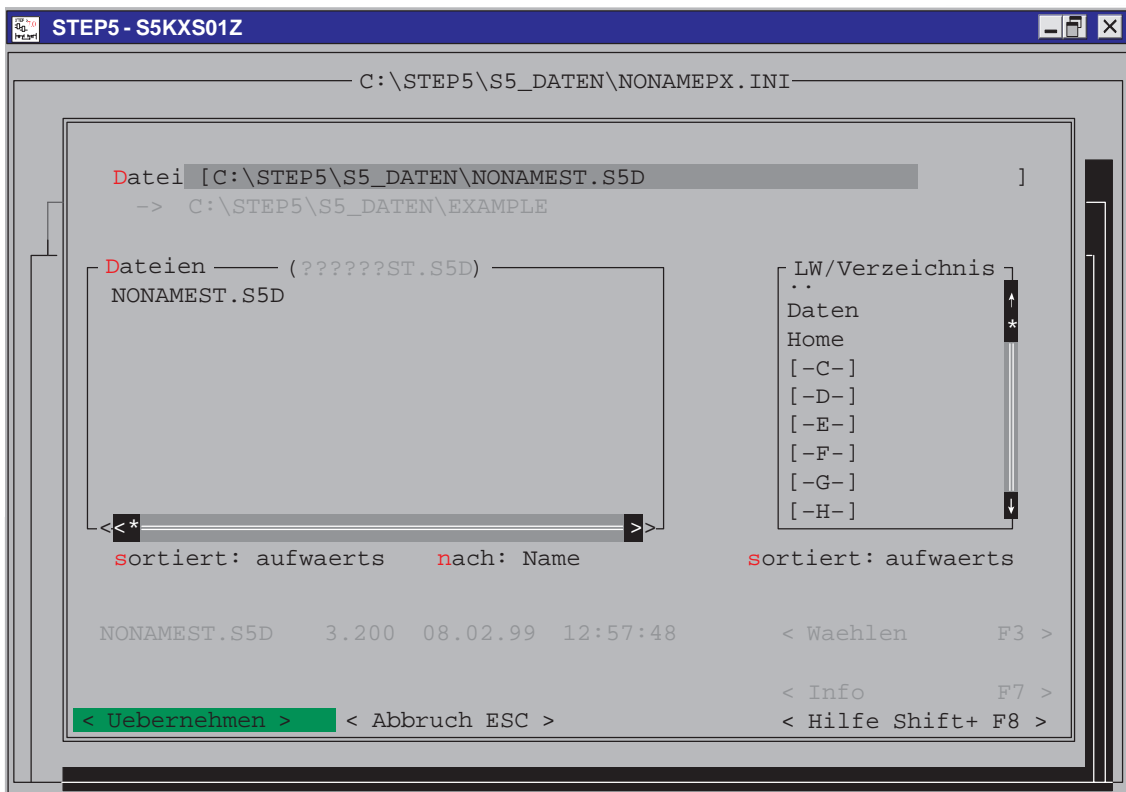 STEP5 - S5KXS01Z
C:\STEP5\S5_DATEN\NONAMEPX.INI
Datei [C:\STEP5\S5_DATEN\NONAMEST.S5D ]
-> C:\STEP5\S5_DATEN\EXAMPLE
Dateien (??????ST.S5D)
NONAMEST.S5D
<<* >>
sortiert: aufwaerts nach: Name
LW/Verzeichnis
..
Daten
Home
[-C-]
[-D-]
[-E-]
[-F-]
[-G-]
[-H-]
↑
*
↓
sortiert: aufwaerts
NONAMEST.S5D 3.200 08.02.99 12:57:48
< Waehlen F3 >
< Info F7 >
< Uebernehmen > < Abbruch ESC > < Hilfe Shift+ F8 >